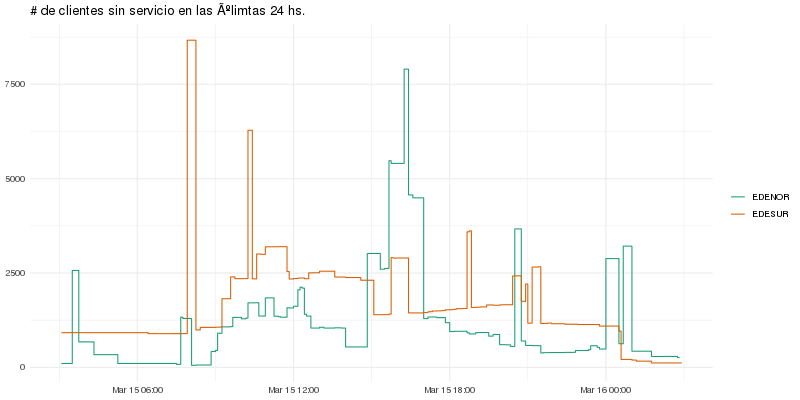 # de clientes sin servicio en las Ãºlimtas 24 hs.
7500
5000
2500
0
Mar 15 06:00
Mar 15 12:00
Mar 15 18:00
Mar 16 00:00
EDENOR
EDESUR